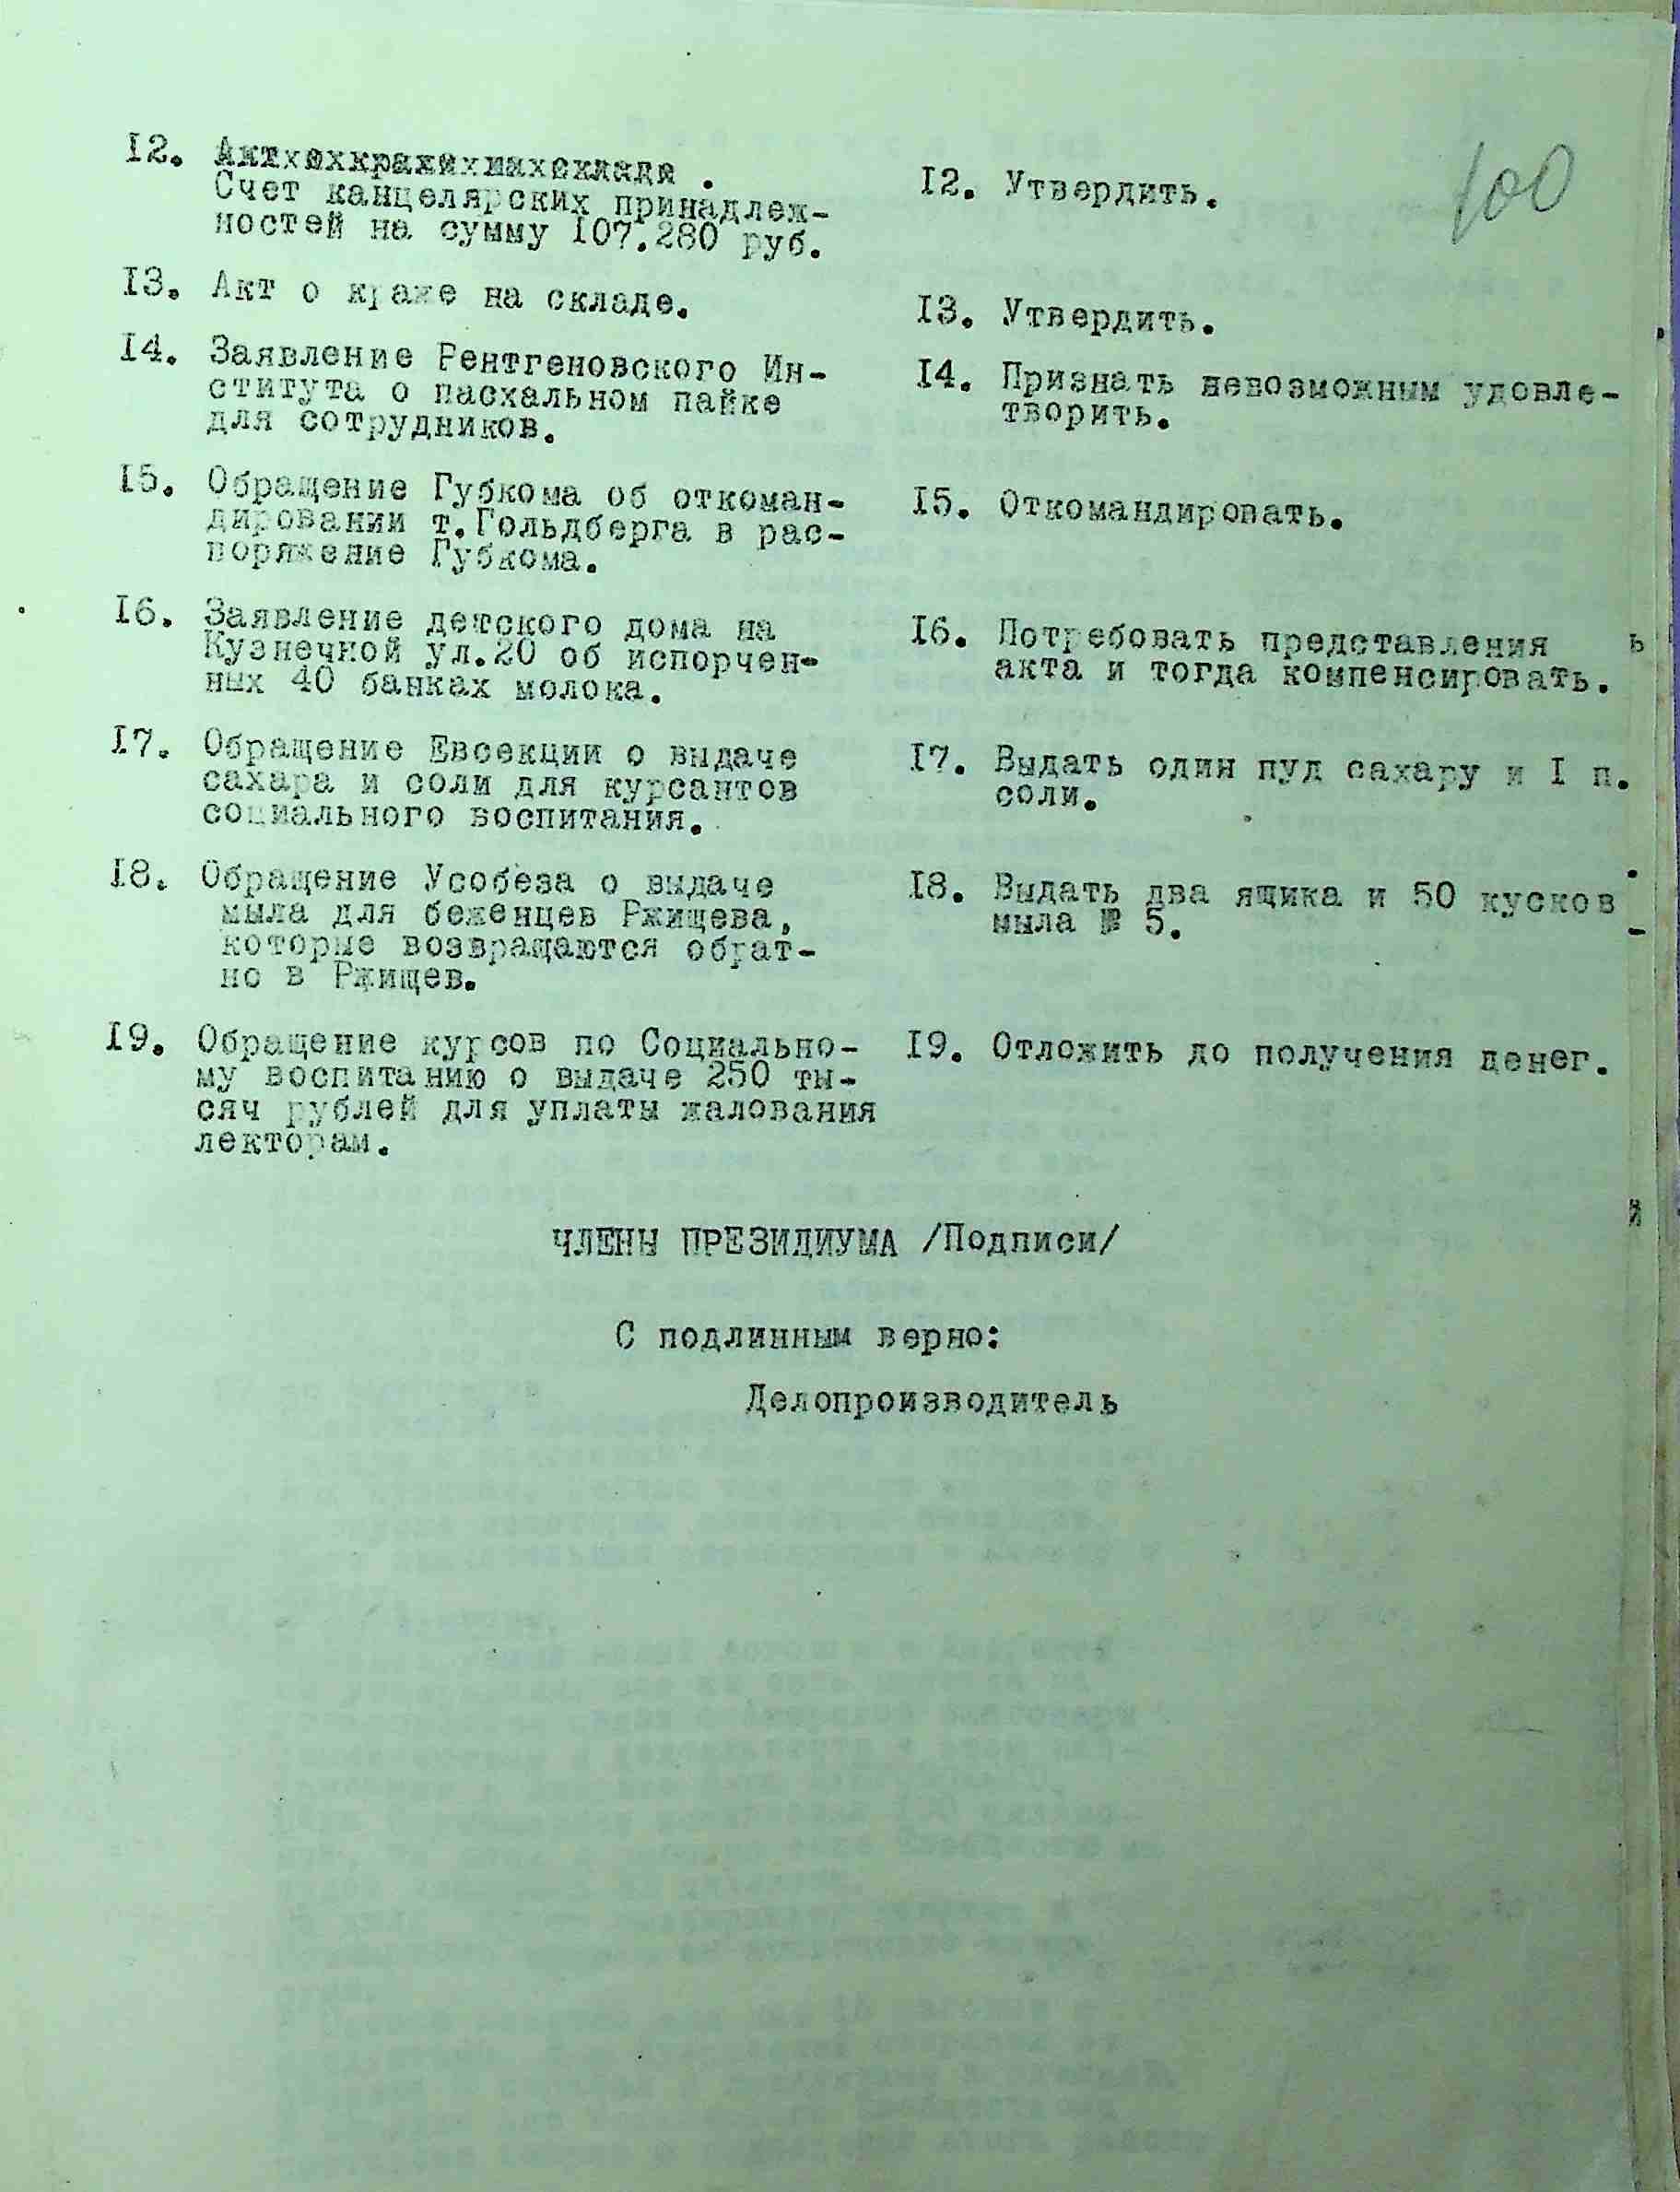 100
12. Актхохкражехнахскладе .
Счет канцелярских принадлеж-
ностей на сумму 107.280 руб.
12. Утвердить.
13. Акт о краже на складе.
13. Утвердить.
14. Заявление Рентгеновского Ин-
ститута о пасхальном пайке
для сотрудников.
14. Признать невозможным удовле-
творить.
15. Обращение Губкома об откоман-
дировании т.Гольдберга в рас-
поряжение Губкома.
15. Откомандировать.
16. Заявление детского дома на
Кузнечной ул.20 об испорчен-
ных 40 банках молока.
16. Потребовать представления
акта и тогда компенсировать.
17. Обращение Евсекции о выдаче
сахара и соли для курсантов
социального воспитания.
17. Выдать один пуд сахару и I п.
соли.
18. Обращение Усобеза о выдаче
мыла для беженцев Ржищева,
которые возвращаются обрат-
но в Ржищев.
18. Выдать два ящика и 50 кусков
мыла № 5.
19. Обращение курсов по Социально-
му воспитанию о выдаче 250 ты-
сяч рублей для уплаты жалования
лекторам.
19. Отложить до получения денег.
ЧЛЕНЫ ПРЕЗИДИУМА /Подписи/
С подлинным верно:
Делопроизводитель